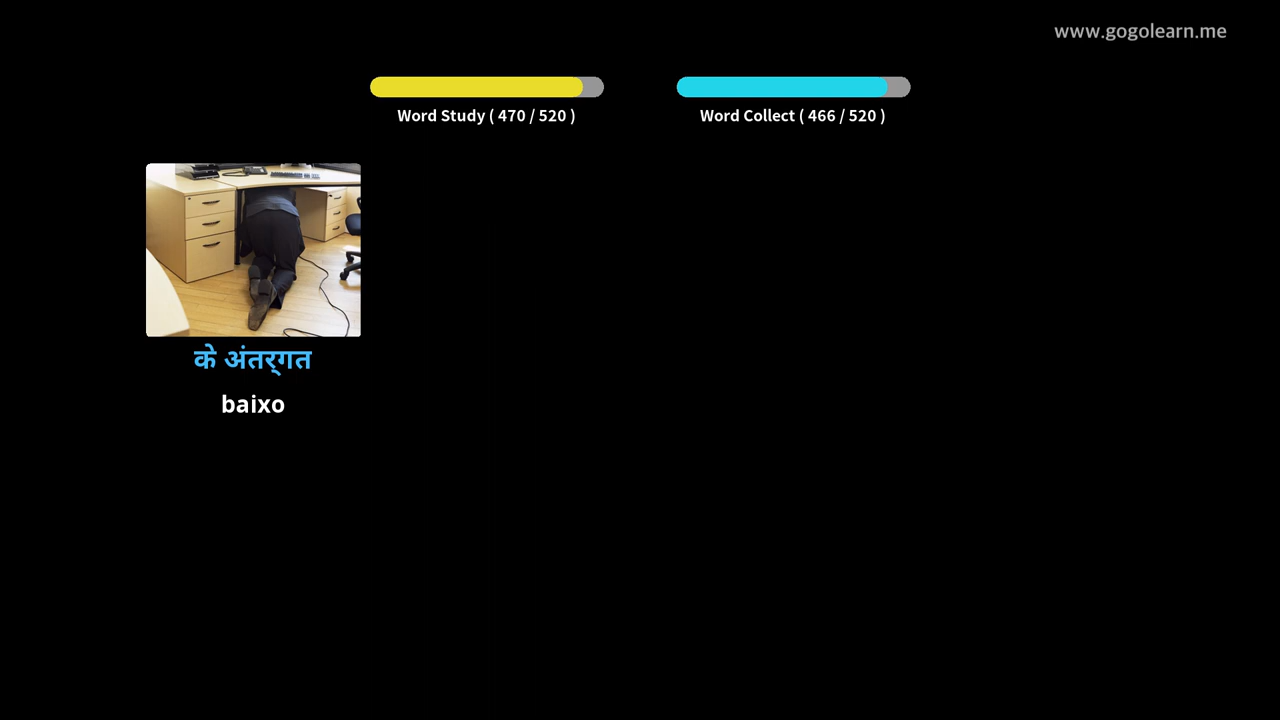 www.gogolearn.me
Word Study ( 470 / 520 )
Word Collect ( 466 / 520 )
के अंतर्गत
baixo